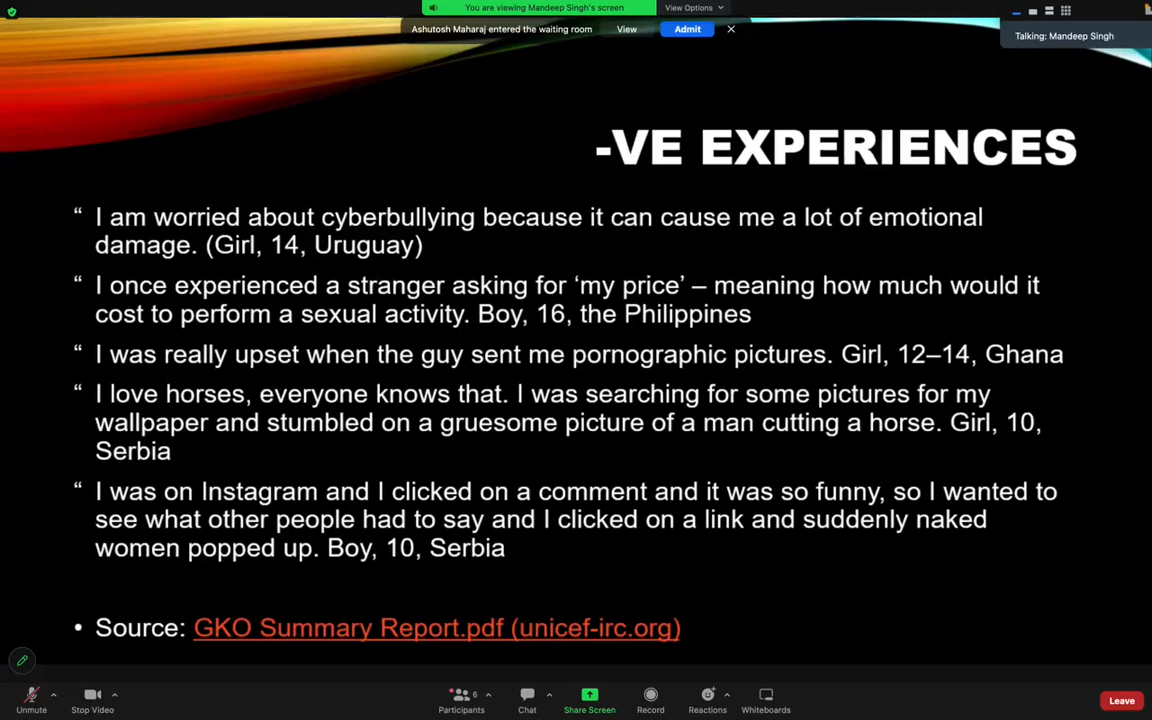 You are viewing Mandeep Singh's screen
View Options
Ashutosh Maharaj entered the waiting room
View
Admit
Talking: Mandeep Singh
-VE EXPERIENCES
“ I am worried about cyberbullying because it can cause me a lot of emotional
damage. (Girl, 14, Uruguay)
“ I once experienced a stranger asking for ‘my price’ – meaning how much would it
cost to perform a sexual activity. Boy, 16, the Philippines
“ I was really upset when the guy sent me pornographic pictures. Girl, 12–14, Ghana
“ I love horses, everyone knows that. I was searching for some pictures for my
wallpaper and stumbled on a gruesome picture of a man cutting a horse. Girl, 10,
Serbia
“ I was on Instagram and I clicked on a comment and it was so funny, so I wanted to
see what other people had to say and I clicked on a link and suddenly naked
women popped up. Boy, 10, Serbia
• Source: GKO Summary Report.pdf (unicef-irc.org)
Unmute
Stop Video
6
Participants
Chat
Share Screen
Record
Reactions
Whiteboards
Leave